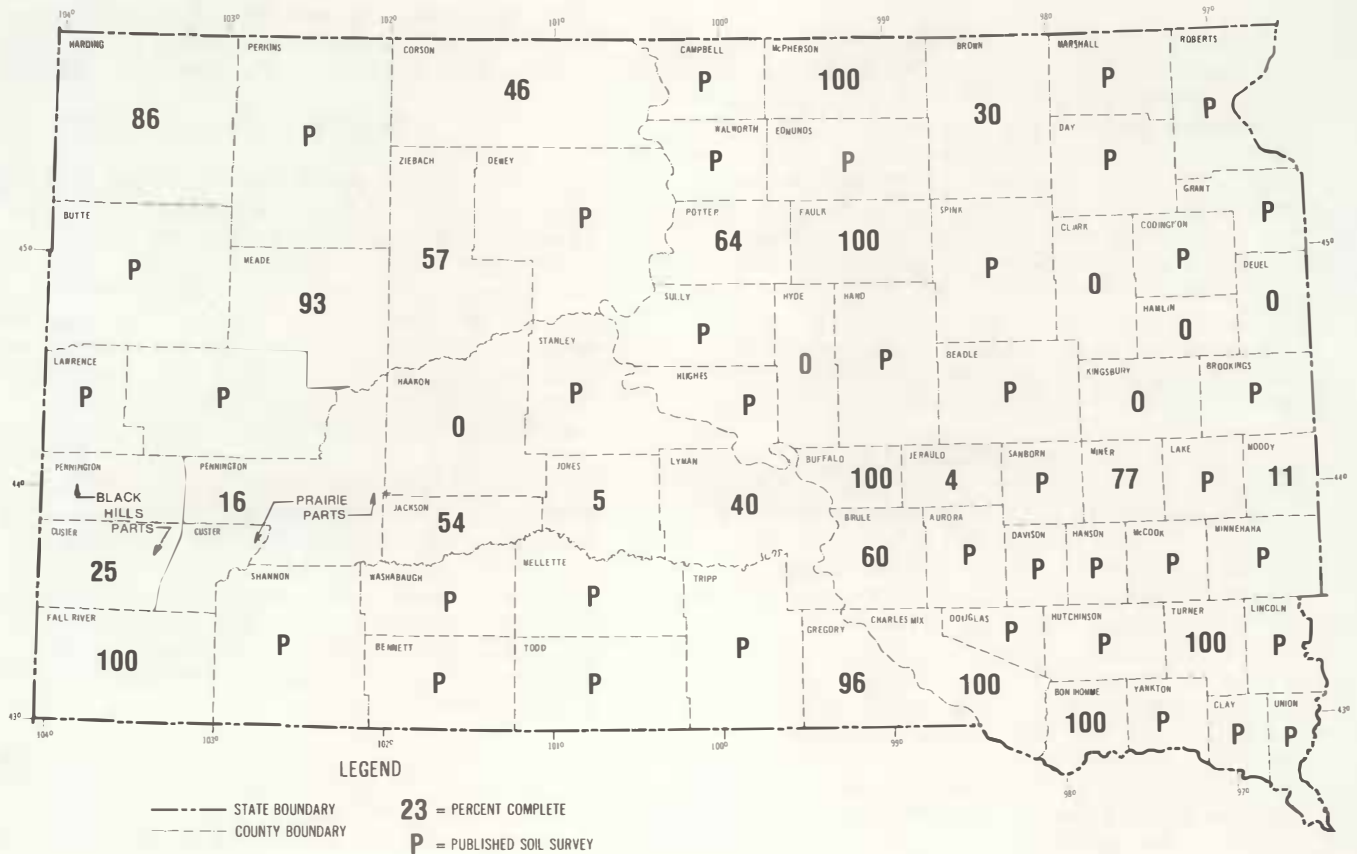 104° 103° 102° 101° 100° 99° 98° 97°
HARDING PERKINS CORSON CAMPBELL McPHERSON BROWN MARSHALL ROBERTS
86 P 46 P 100 30 P P
ZIEBACH DEWEY WALWORTH EDMUNDS DAY
57 P P P P
BUTTE MEADE POTTER FAULK SPINK CLARK GRANT CODINGTON DEUEL
45° P 93 64 100 P 0 P P 0 45°
SULLY HYDE HAND HAMLIN
P 0 P 0
LAWRENCE HAAKON STANLEY HUGHES BEADLE KINGSBURY BROOKINGS
P P 0 P P P 0 P
PENNINGTON PENNINGTON JONES LYMAN BUFFALO JERAULD SANBORN MINER LAKE MOODY
44° 16 5 40 100 4 P 77 P 11 44°
BLACK
HILLS
PARTS
PRAIRIE
PARTS
JACKSON
54
CUSTER CUSTER BRULE AURORA DAVISON HANSON McCOOK MINNEHAHA
25 60 P P P P P
SHANNON WASHABAUGH MELLETTE TRIPP
P P P P
FALL RIVER BENNETT TODD GREGORY CHARLES MIX DOUGLAS HUTCHINSON TURNER LINCOLN
100 P P 96 100 P P 100 P
BON HOMME YANKTON CLAY UNION
100 P P P
43° 43°
104° 103° 102° 101° 100° 99° 98° 97°
LEGEND
STATE BOUNDARY
COUNTY BOUNDARY
23 = PERCENT COMPLETE
P = PUBLISHED SOIL SURVEY